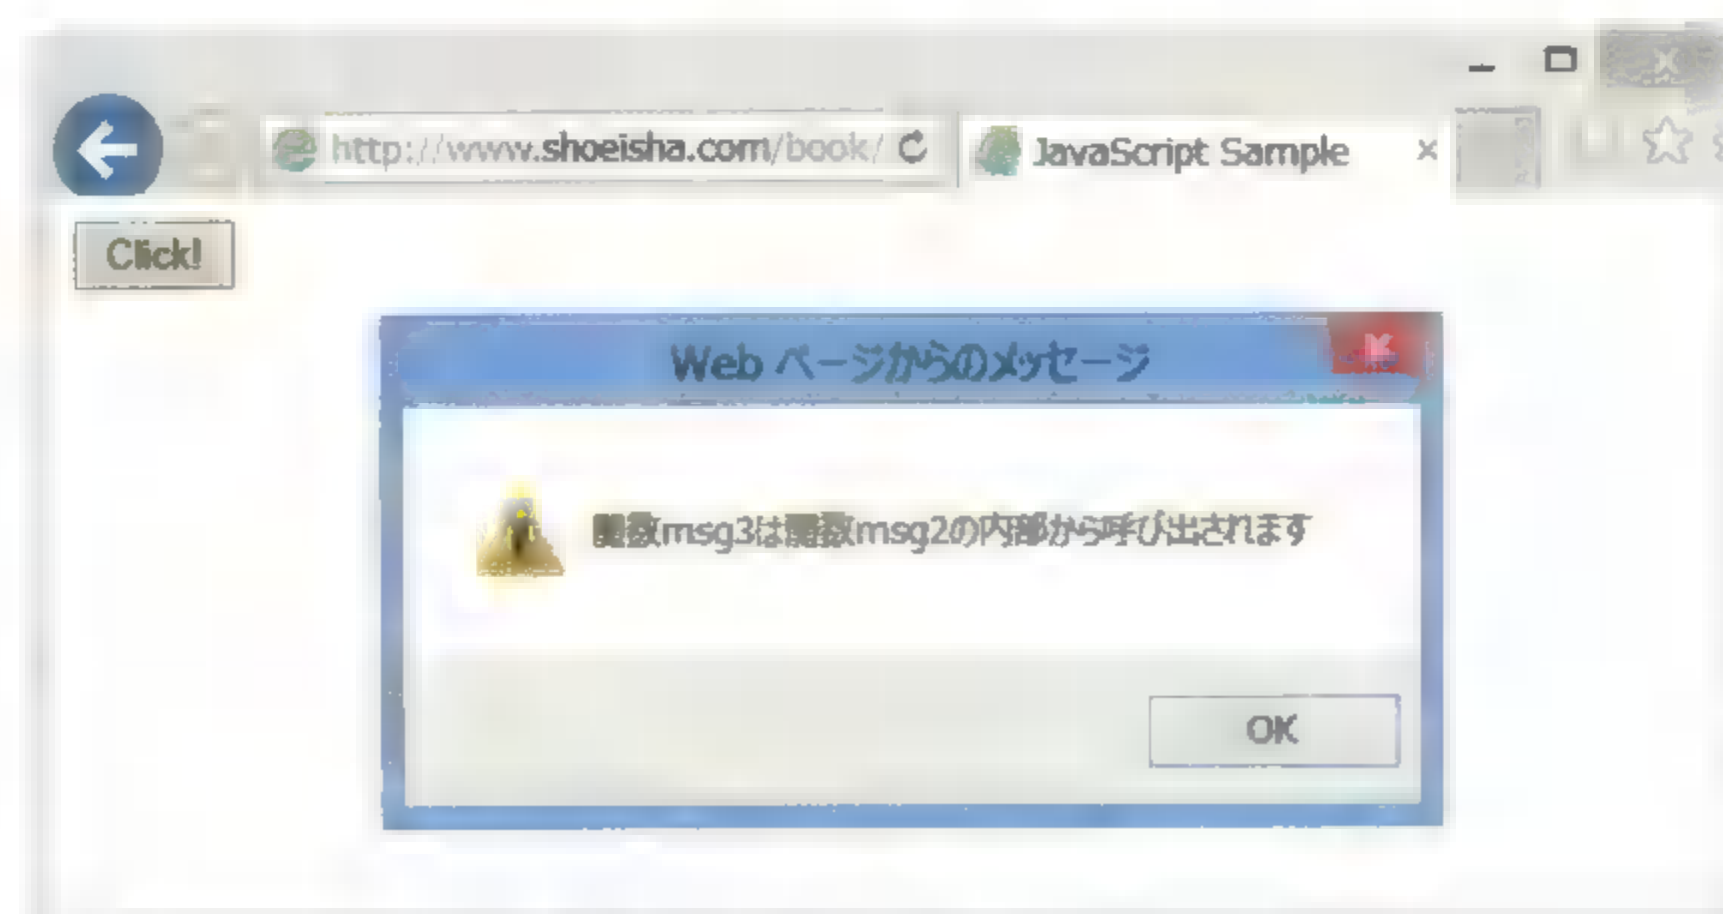 http://www.shoeisha.com/book/
JavaScript Sample
Click!
Web ページからのメッセージ
関数msg3は関数msg2の内部から呼び出されます
OK